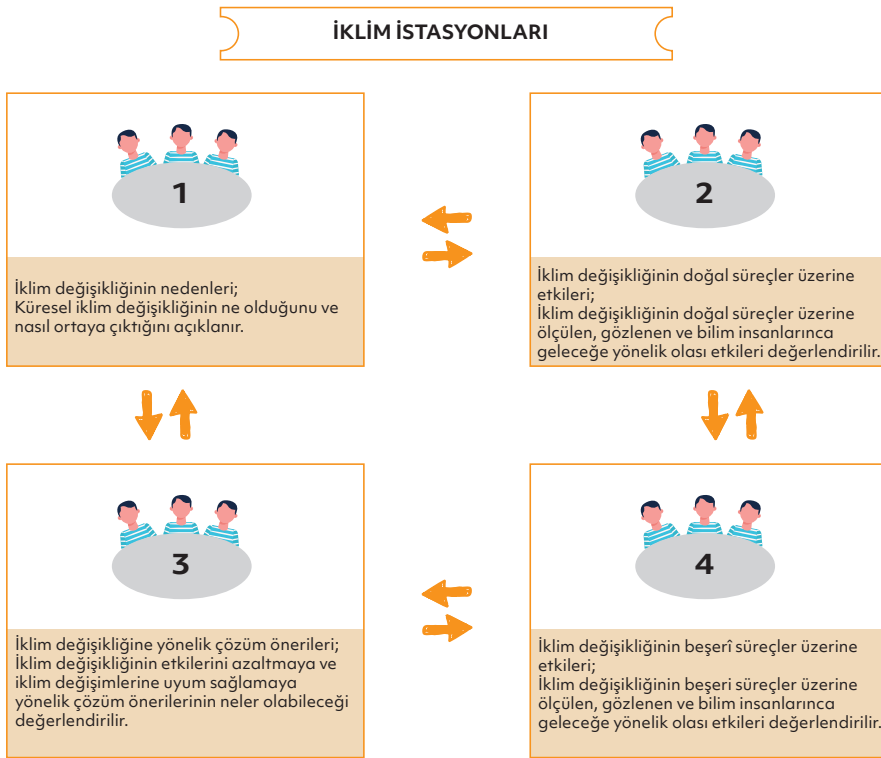 İKLİM İSTASYONLARI
1
İklim değişikliğinin nedenleri;
Küresel iklim değişikliğinin ne olduğunu ve
nasıl ortaya çıktığını açıklanır.
2
İklim değişikliğinin doğal süreçler üzerine
etkileri;
İklim değişikliğinin doğal süreçler üzerine
ölçülen, gözlenen ve bilim insanlarınca
geleceğe yönelik olası etkileri değerlendirilir.
3
İklim değişikliğine yönelik çözüm önerileri;
İklim değişikliğinin etkilerini azaltmaya ve
iklim değişimlerine uyum sağlamaya
yönelik çözüm önerilerinin neler olabileceği
değerlendirilir.
4
İklim değişikliğinin beşerî süreçler üzerine
etkileri;
İklim değişikliğinin beşeri süreçler üzerine
ölçülen, gözlenen ve bilim insanlarınca
geleceğe yönelik olası etkileri değerlendirilir.